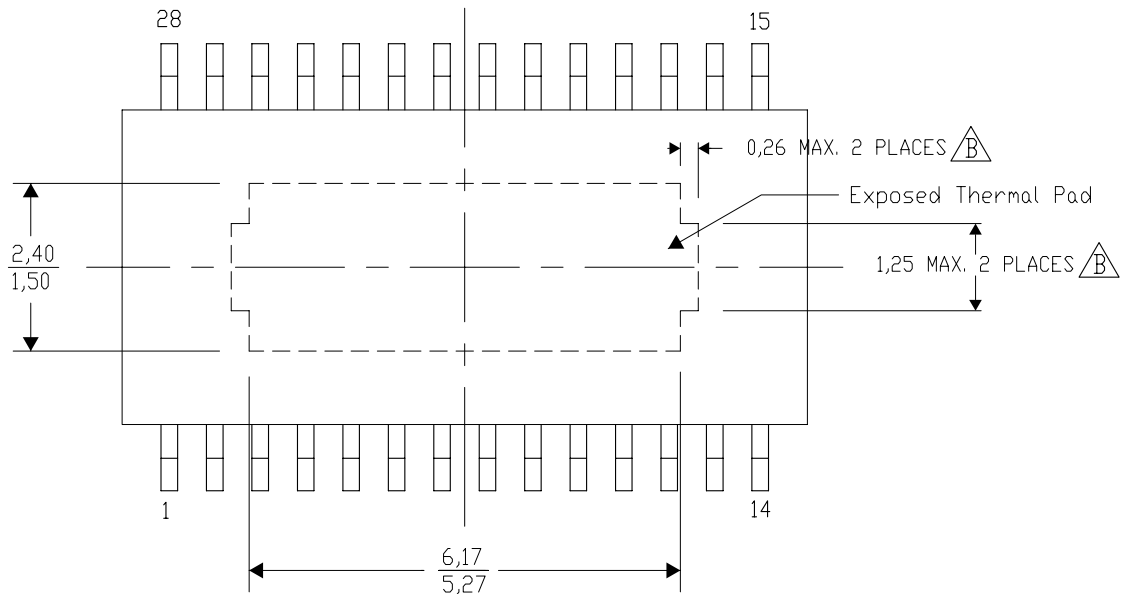 28
15
0,26 MAX. 2 PLACES B
Exposed Thermal Pad
2,40
1,50
1,25 MAX. 2 PLACES B
1
14
6,17
5,27